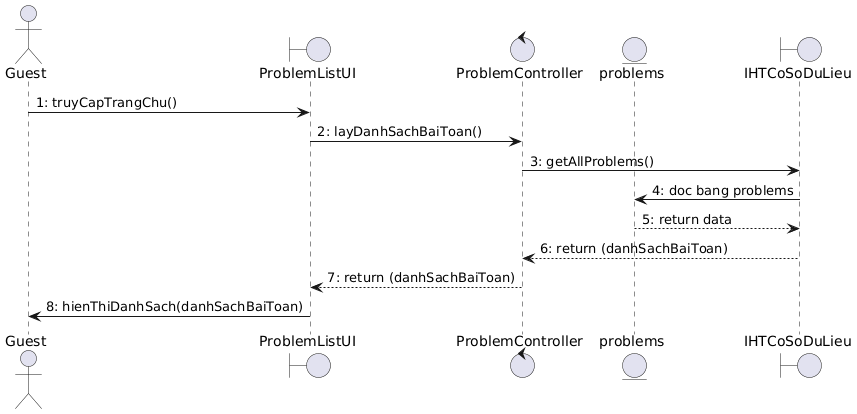 Guest
ProblemListUI
ProblemController
problems
IHTCoSoDuLieu
1: truyCapTrangChu()
2: layDanhSachBaiToan()
3: getAllProblems()
4: doc bang problems
5: return data
6: return (danhSachBaiToan)
7: return (danhSachBaiToan)
8: hienThiDanhSach(danhSachBaiToan)
Guest
ProblemListUI
ProblemController
problems
IHTCoSoDuLieu